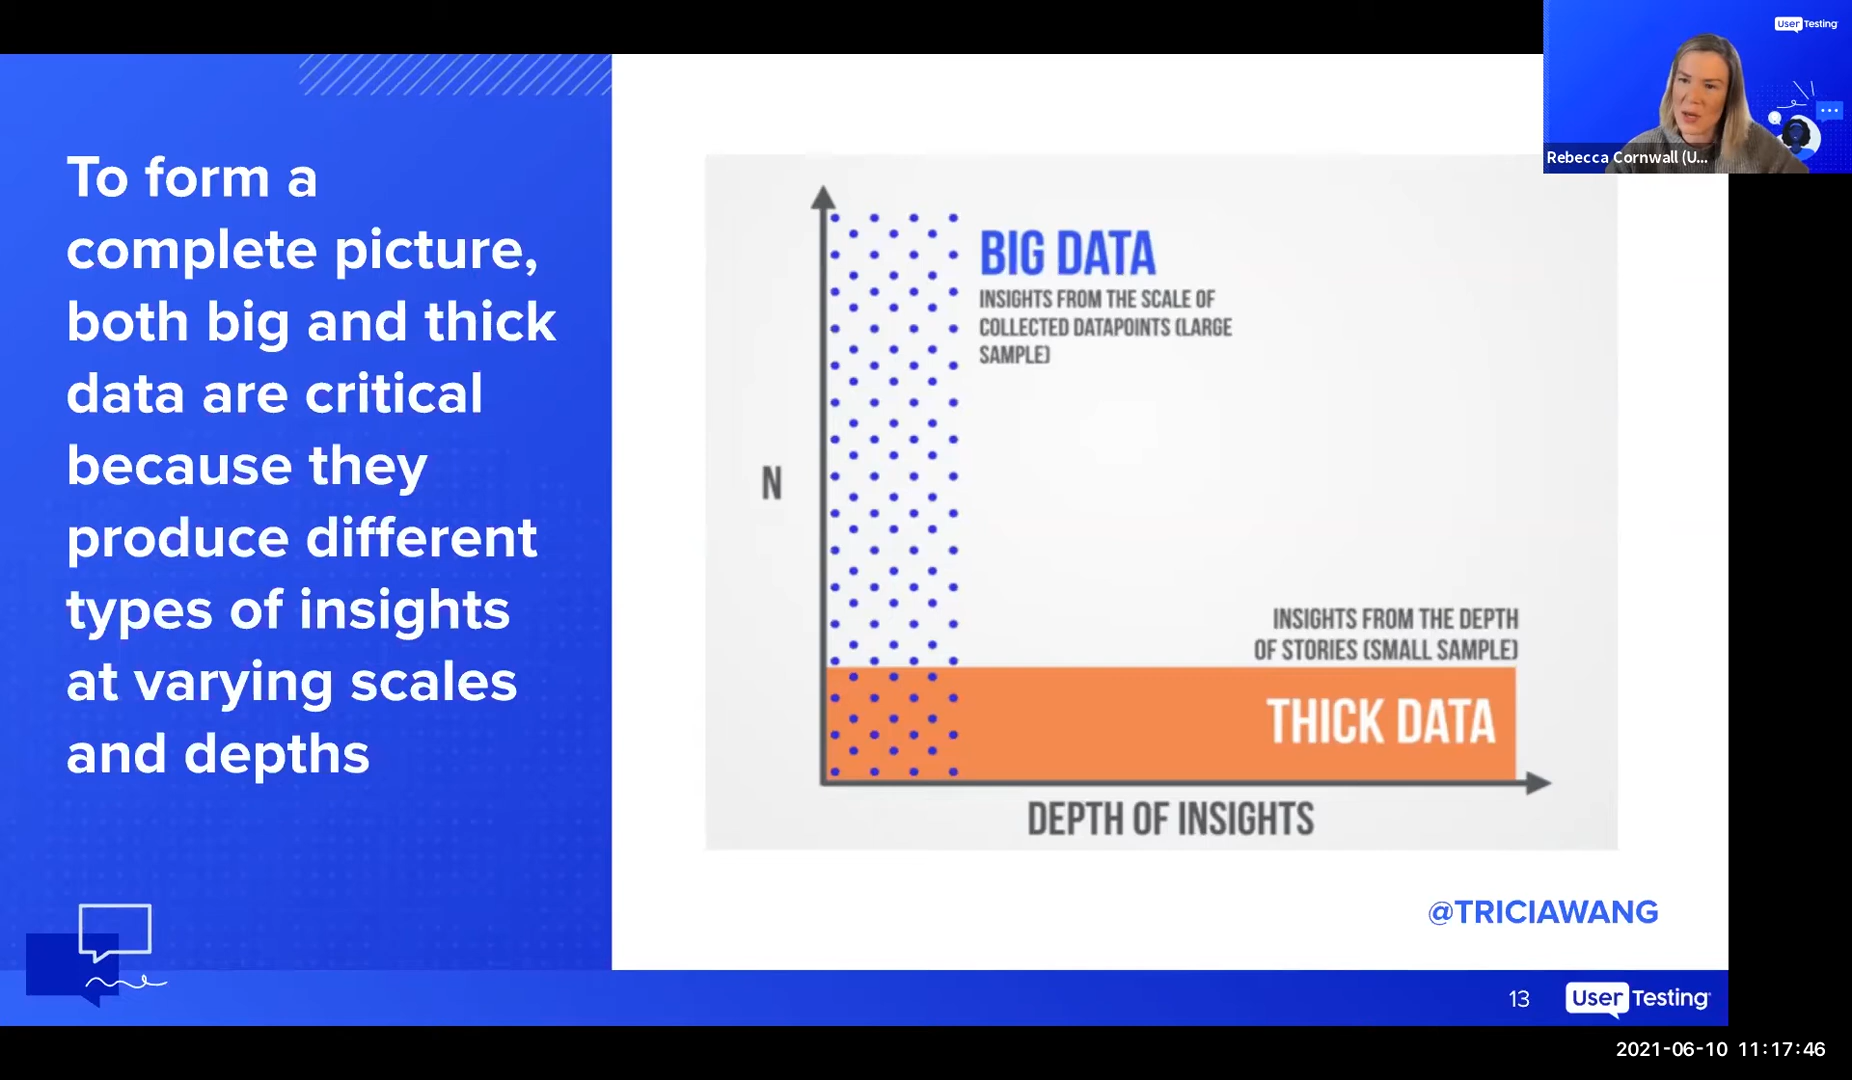 To form a
complete picture,
both big and thick
data are critical
because they
produce different
types of insights
at varying scales
and depths
BIG DATA
INSIGHTS FROM THE SCALE OF
COLLECTED DATAPOINTS (LARGE
SAMPLE)
N
INSIGHTS FROM THE DEPTH
OF STORIES (SMALL SAMPLE)
THICK DATA
DEPTH OF INSIGHTS
@TRICIAWANG
13
UserTesting
UserTesting
Rebecca Cornwall (U...
2021-06-10 11:17:46